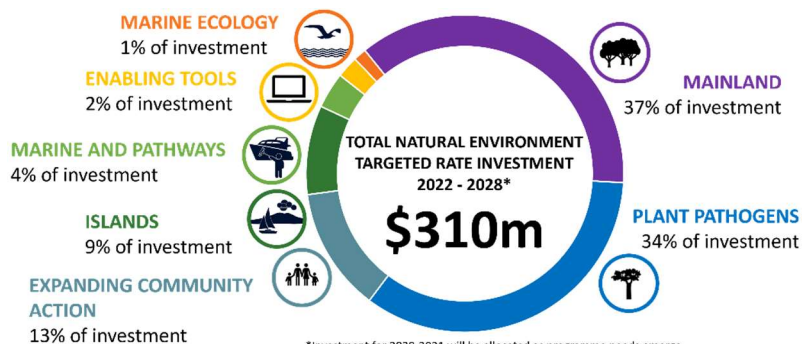 MARINE ECOLOGY
1% of investment
ENABLING TOOLS
2% of investment
MARINE AND PATHWAYS
4% of investment
ISLANDS
9% of investment
EXPANDING COMMUNITY
ACTION
13% of investment
TOTAL NATURAL ENVIRONMENT
TARGETED RATE INVESTMENT
2022 - 2028*
$310m
MAINLAND
37% of investment
PLANT PATHOGENS
34% of investment